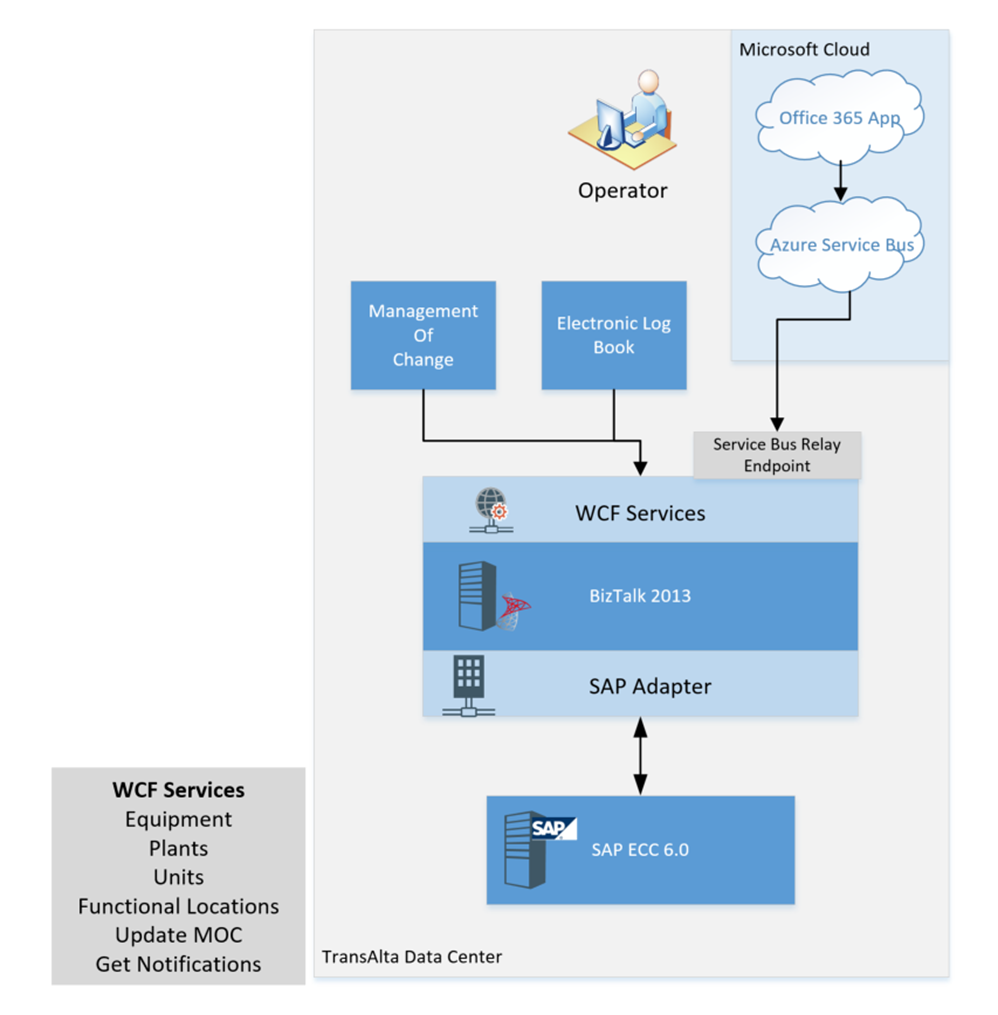 Microsoft Cloud
Office 365 App
Operator
Azure Service Bus
Management
Of
Change
Electronic Log
Book
Service Bus Relay
Endpoint
WCF Services
BizTalk 2013
SAP Adapter
SAP
SAP ECC 6.0
WCF Services
Equipment
Plants
Units
Functional Locations
Update MOC
Get Notifications
TransAlta Data Center